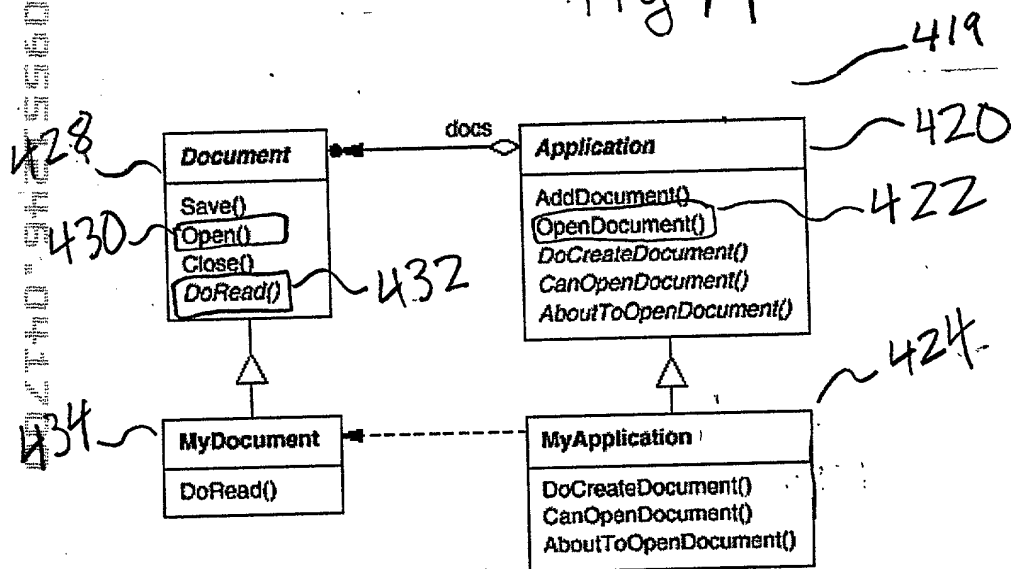 419
docs
428
Document
Save()
Open()
Close()
DoRead()
430
432
Application
AddDocument()
OpenDocument()
DoCreateDocument()
CanOpenDocument()
AboutToOpenDocument()
420
422
424
434
MyDocument
DoRead()
MyApplication
DoCreateDocument()
CanOpenDocument()
AboutToOpenDocument()